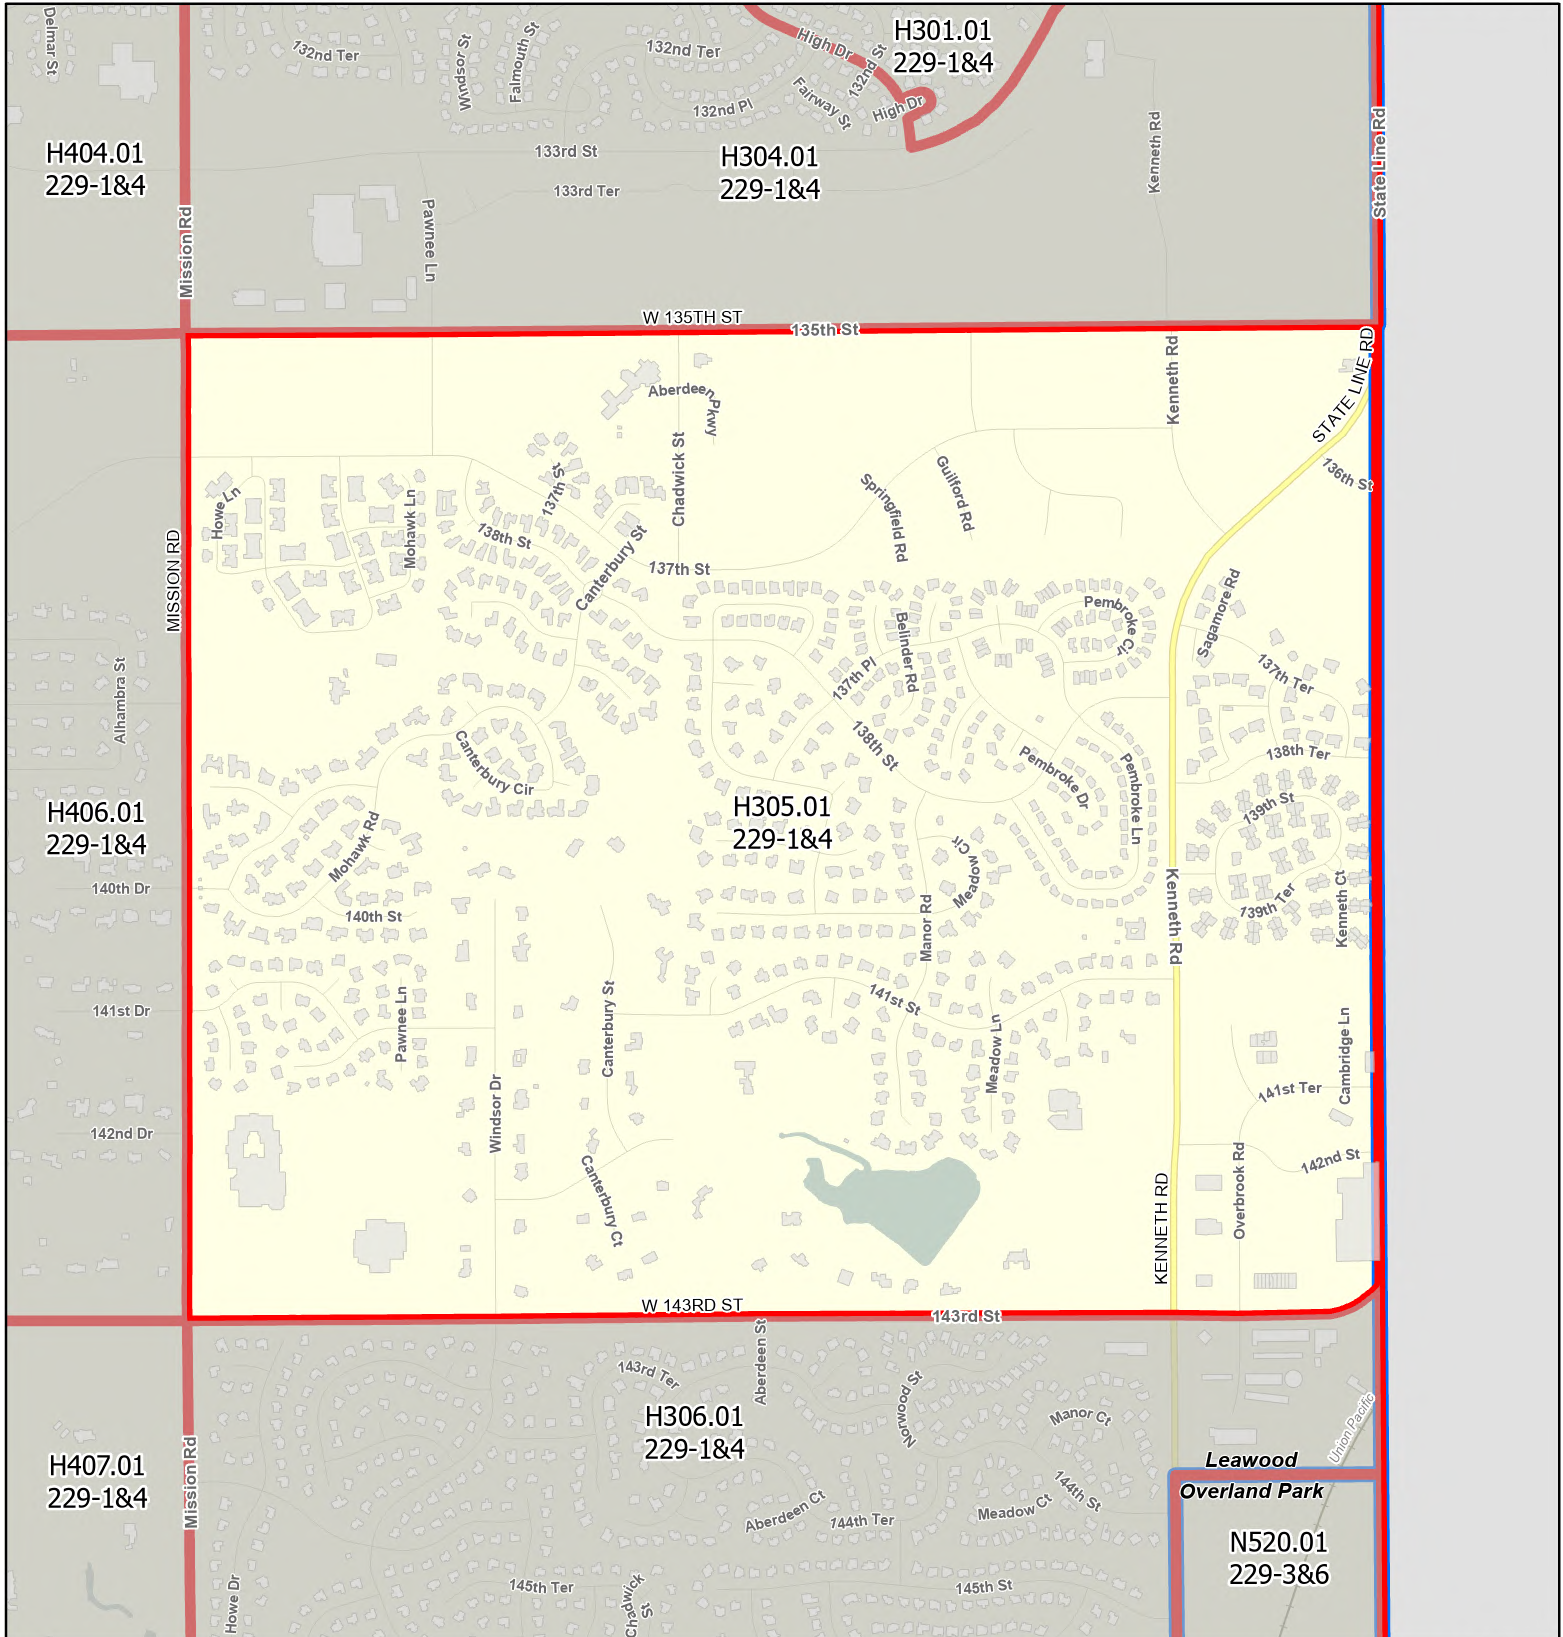 Delmar St
132nd Ter
Windsor St
Falmouth St
132nd Ter
High Dr
132nd St
H301.01
229-1&4
132nd Pl
Fairway St
High Dr
Kenneth Rd
State Line Rd
H404.01
229-1&4
133rd St
H304.01
229-1&4
133rd Ter
Mission Rd
Pawnee Ln
W 135TH ST
135th St
STATE LINE RD
Kenneth Rd
Aberdeen Pkwy
Chadwick St
136th St
Howe Ln
Mohawk Ln
137th St
138th St
Canterbury St
Springfield Rd
Guilford Rd
MISSION RD
137th St
Sagamore Rd
Pembroke Cir
Belinder Rd
137th Pl
137th Ter
Alhambra St
Canterbury Cir
138th St
Pembroke Dr
Pembroke Ln
138th Ter
H406.01
229-1&4
H305.01
229-1&4
139th St
Mohawk Rd
Meadow Cir
140th Dr
140th St
Manor Rd
Kenneth Rd
139th Ter
Kenneth Ct
141st Dr
Pawnee Ln
Canterbury St
141st St
Meadow Ln
Cambridge Ln
141st Ter
Windsor Dr
142nd Dr
142nd St
Overbrook Rd
Canterbury Ct
KENNETH RD
W 143RD ST
143rd St
143rd Ter
Aberdeen St
Norwood St
Manor Ct
H306.01
229-1&4
Union Pacific
H407.01
229-1&4
Mission Rd
Leawood
Overland Park
144th St
Aberdeen Ct
144th Ter
Meadow Ct
N520.01
229-3&6
Howe Dr
145th Ter
Chadwick St
145th St